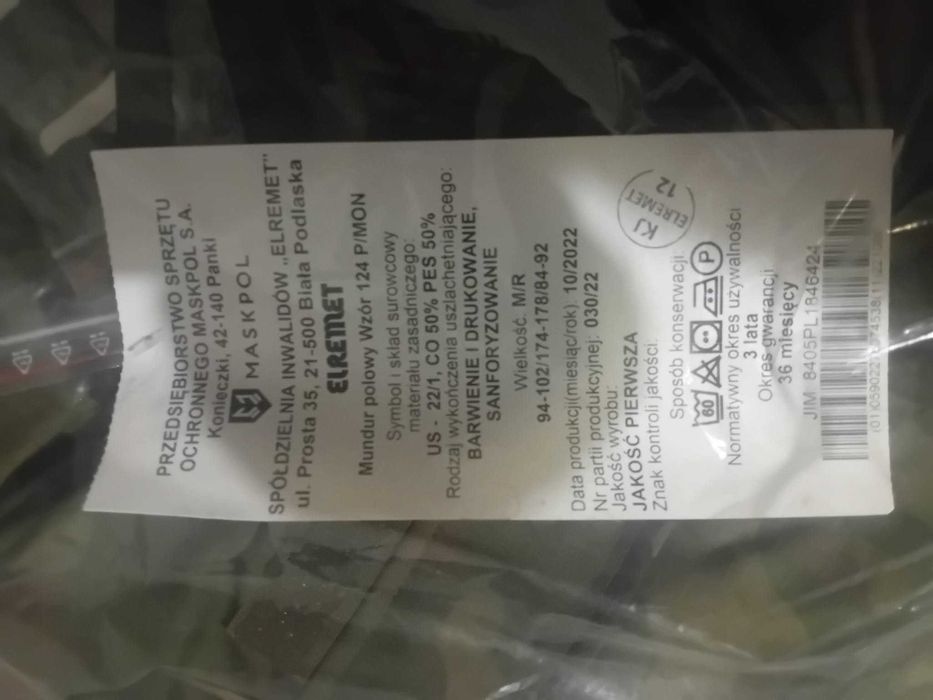 PRZEDSIĘBIORSTWO SPRZĘTU
OCHRONNEGO MASKPOL S.A.
Konieczki, 42-140 Panki
MASKPOL
SPÓŁDZIELNIA INWALIDÓW „ELREMET"
ul. Prosta 35, 21-500 Biała Podlaska
ELREMET
Mundur polowy Wzór 124 P/MON
Symbol i skład surowcowy
materiału zasadniczego:
US - 22/1, CO 50% PES 50%
Rodzaj wykończenia uszlachetniającego:
BARWIENIE I DRUKOWANIE,
SANFORYZOWANIE
Wielkość: M/R
94-102/174-178/84-92
Data produkcji(miesiąc/rok): 10/2022
Nr partii produkcyjnej: 030/22
Jakość wyrobu:
JAKOŚĆ PIERWSZA
Znak kontroli jakości:
KJ
ELREMET
12
Sposób konserwacji:
60
P
Normatywny okres używalności
3 lata
Okres gwarancji
36 miesięcy
JIM 8405PL1846424